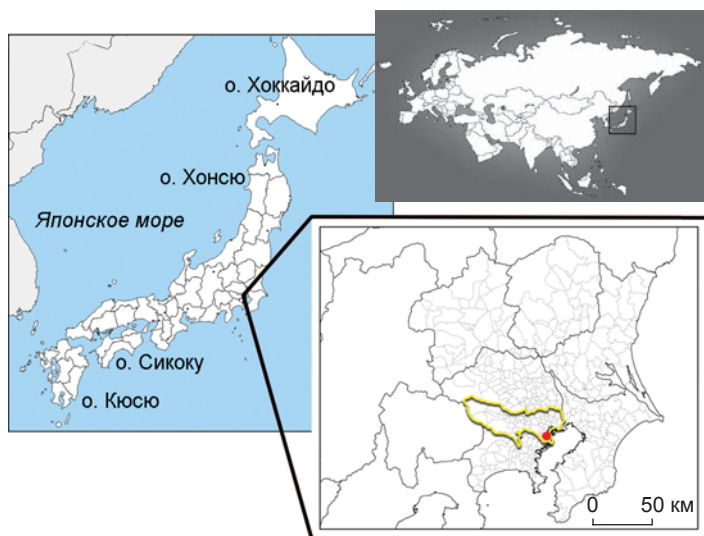 о. Хоккайдо
о. Хонсю
Японское море
о. Сикоку
о. Кюсю
0 50 км